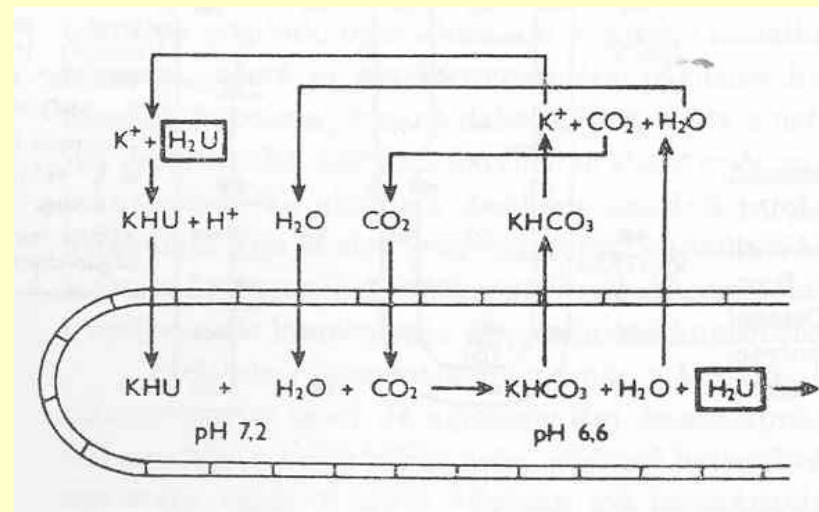 K⁺ + CO₂ + H₂O
K⁺ + H₂U
KHU + H⁺ H₂O CO₂ KHCO₃
KHU + H₂O + CO₂ → KHCO₃ + H₂O + H₂U →
pH 7,2 pH 6,6